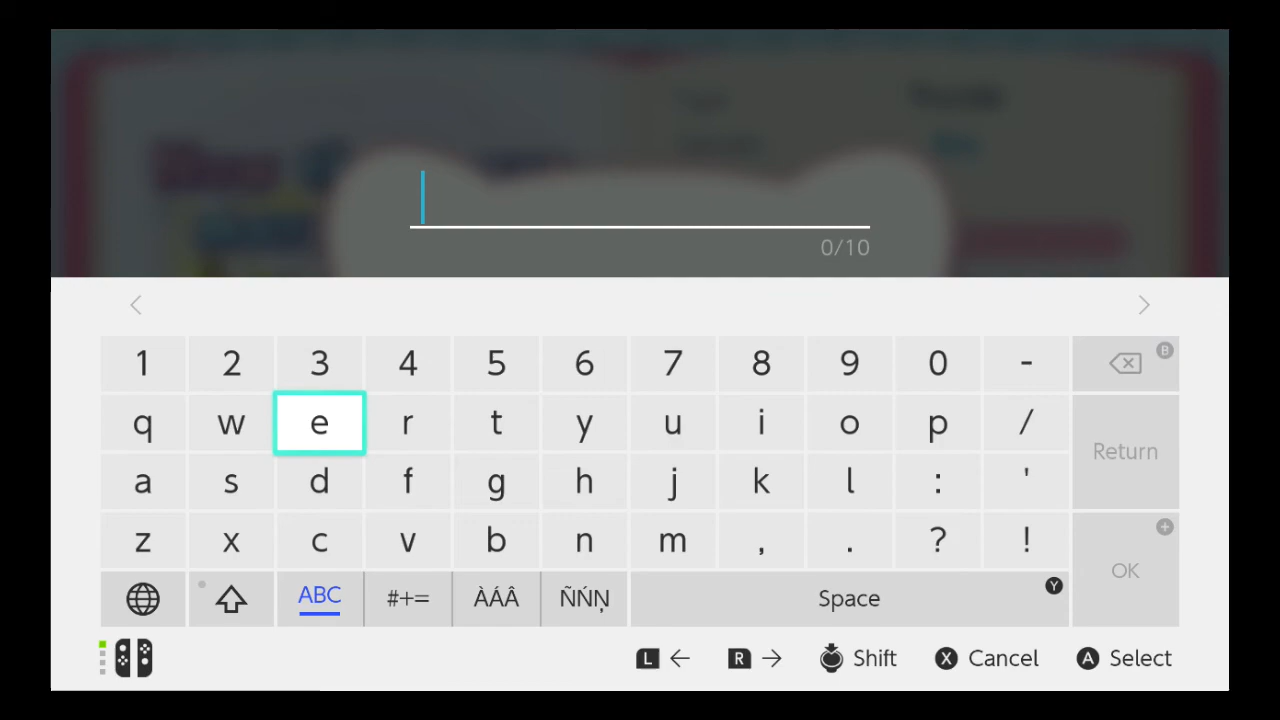 0/10
1 2 3 4 5 6 7 8 9 0 - B
q w e r t y u i o p / Return
a s d f g h j k l : '
z x c v b n m , . ? ! + OK
ABC #+= ÀÁÂ ÑŃŅ Space Y
L ← R → Shift X Cancel A Select